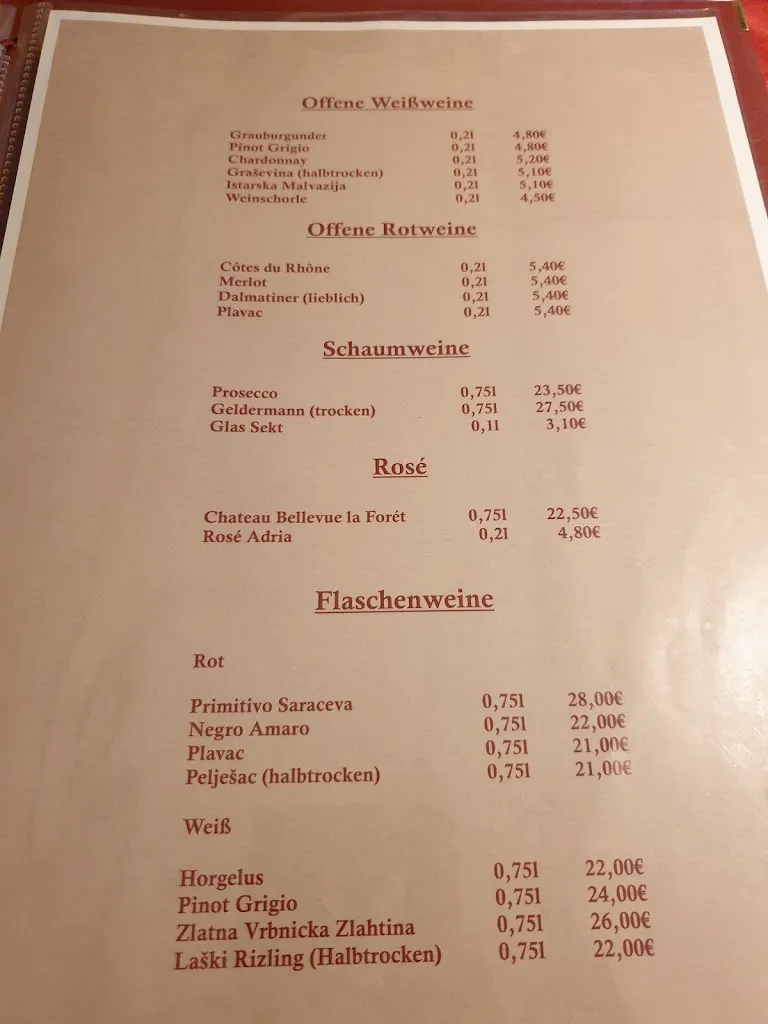 Offene Weißweine
Grauburgunder 0,2l 4,80€
Pinot Grigio 0,2l 4,80€
Chardonnay 0,2l 5,20€
Graševina (halbtrocken) 0,2l 5,10€
Istarska Malvazija 0,2l 5,10€
Weinschorle 0,2l 4,50€
Offene Rotweine
Côtes du Rhône 0,2l 5,40€
Merlot 0,2l 5,40€
Dalmatiner (lieblich) 0,2l 5,40€
Plavac 0,2l 5,40€
Schaumweine
Prosecco 0,75l 23,50€
Geldermann (trocken) 0,75l 27,50€
Glas Sekt 0,1l 3,10€
Rosé
Chateau Bellevue la Forét 0,75l 22,50€
Rosé Adria 0,2l 4,80€
Flaschenweine
Rot
Primitivo Saraceva 0,75l 28,00€
Negro Amaro 0,75l 22,00€
Plavac 0,75l 21,00€
Pelješac (halbtrocken) 0,75l 21,00€
Weiß
Horgelus 0,75l 22,00€
Pinot Grigio 0,75l 24,00€
Zlatna Vrbnicka Zlahtina 0,75l 26,00€
Laški Rizling (Halbtrocken) 0,75l 22,00€